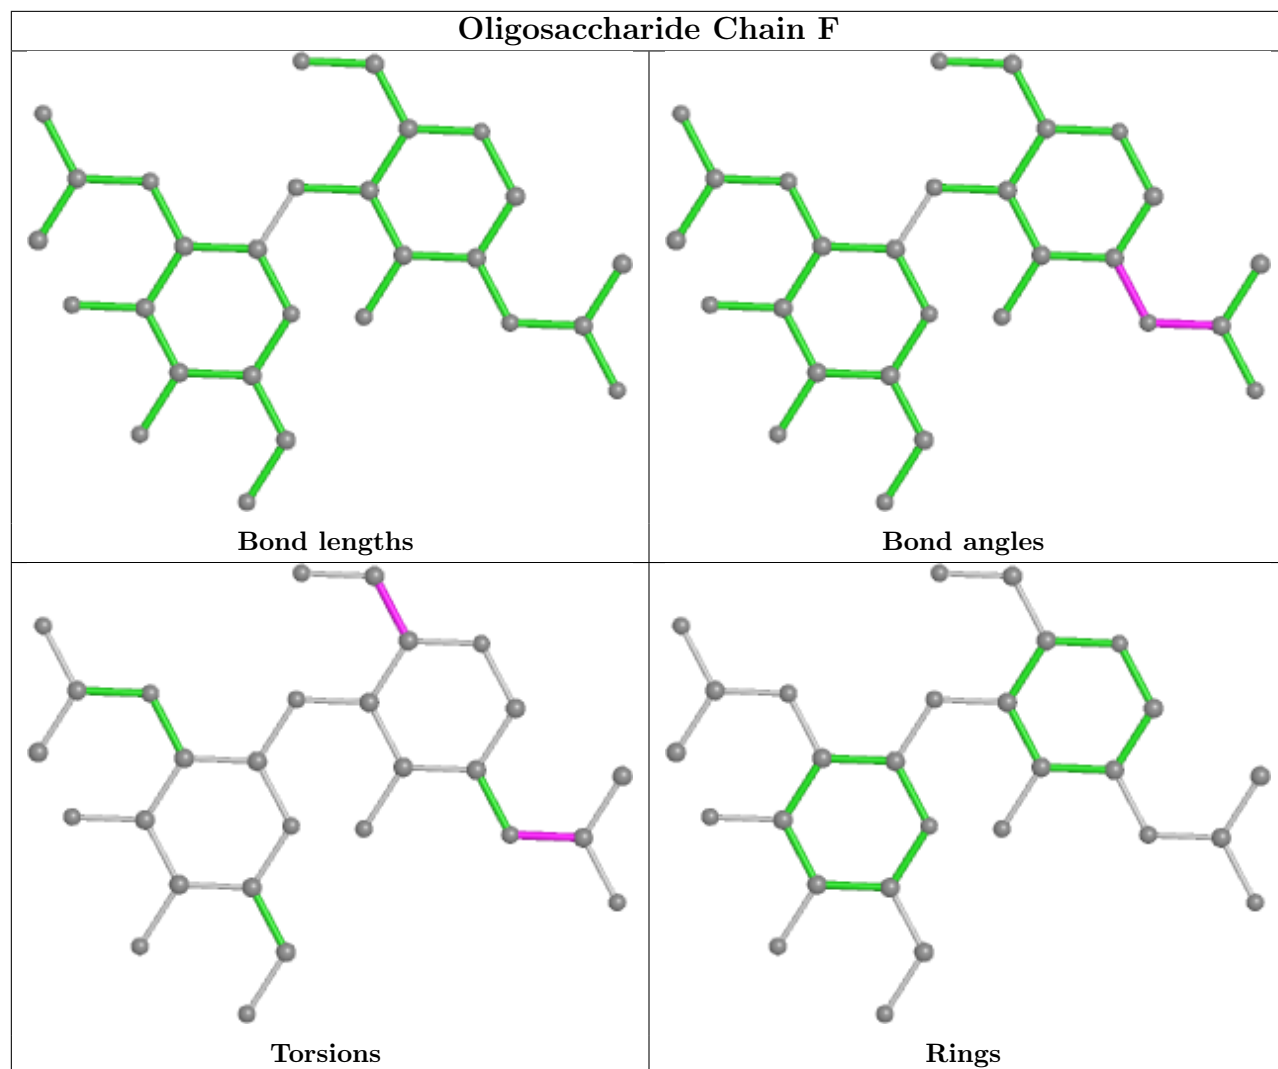 Oligosaccharide Chain F
Bond lengths
Bond angles
Torsions
Rings